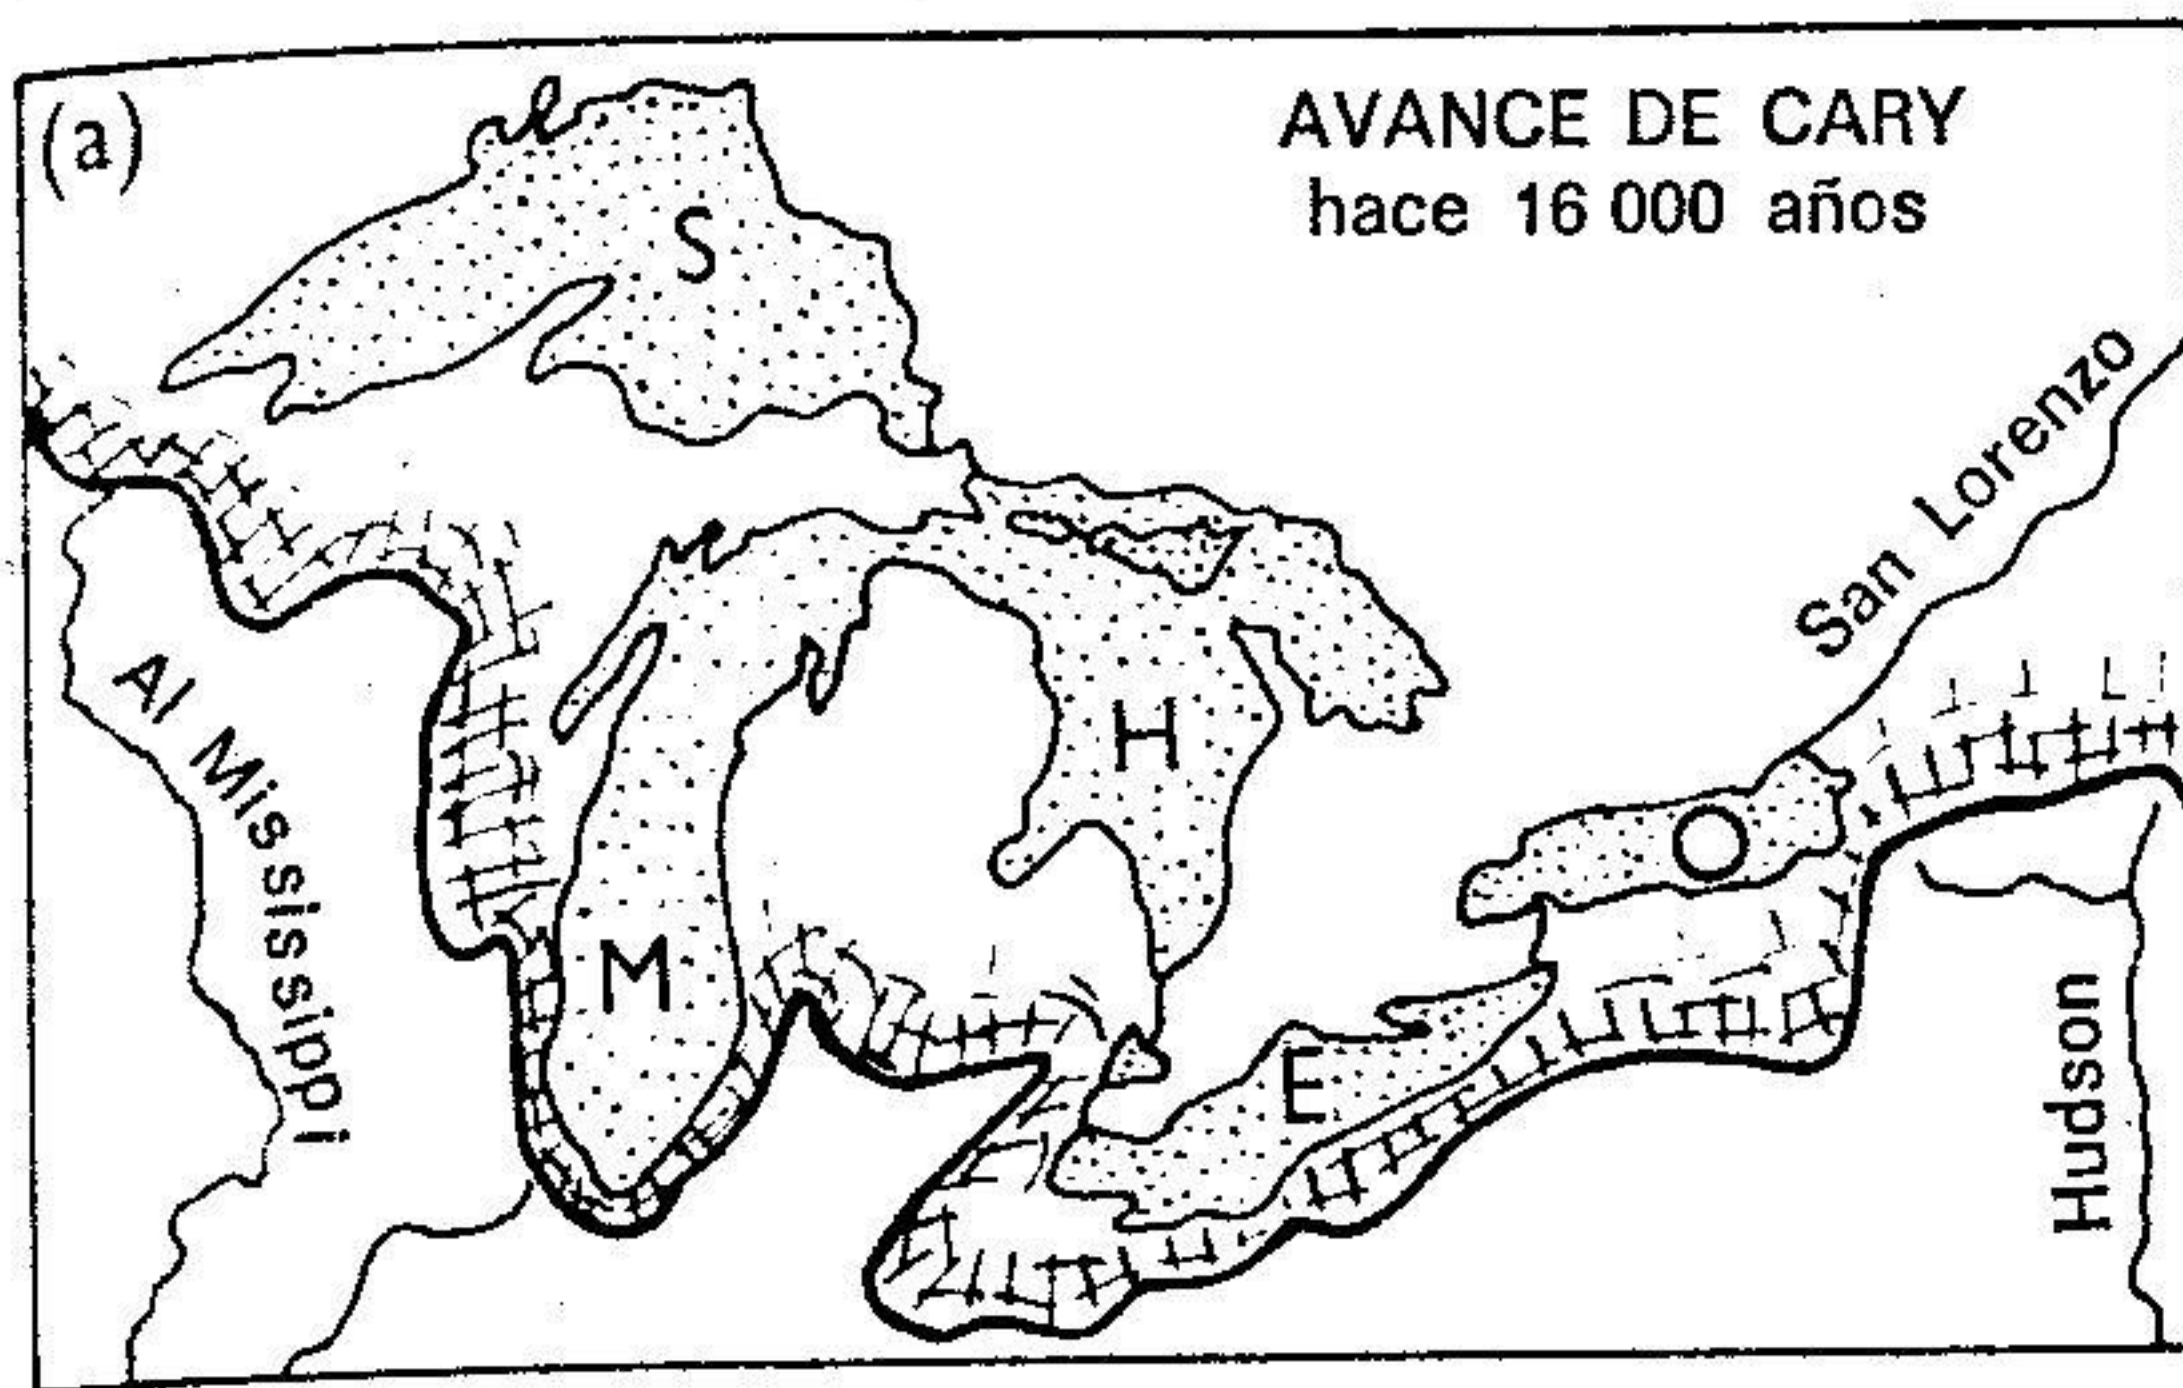 (a)
AVANCE DE CARY
hace 16 000 años
S
San Lorenzo
Al Mississippi
H
O
M
E
Hudson